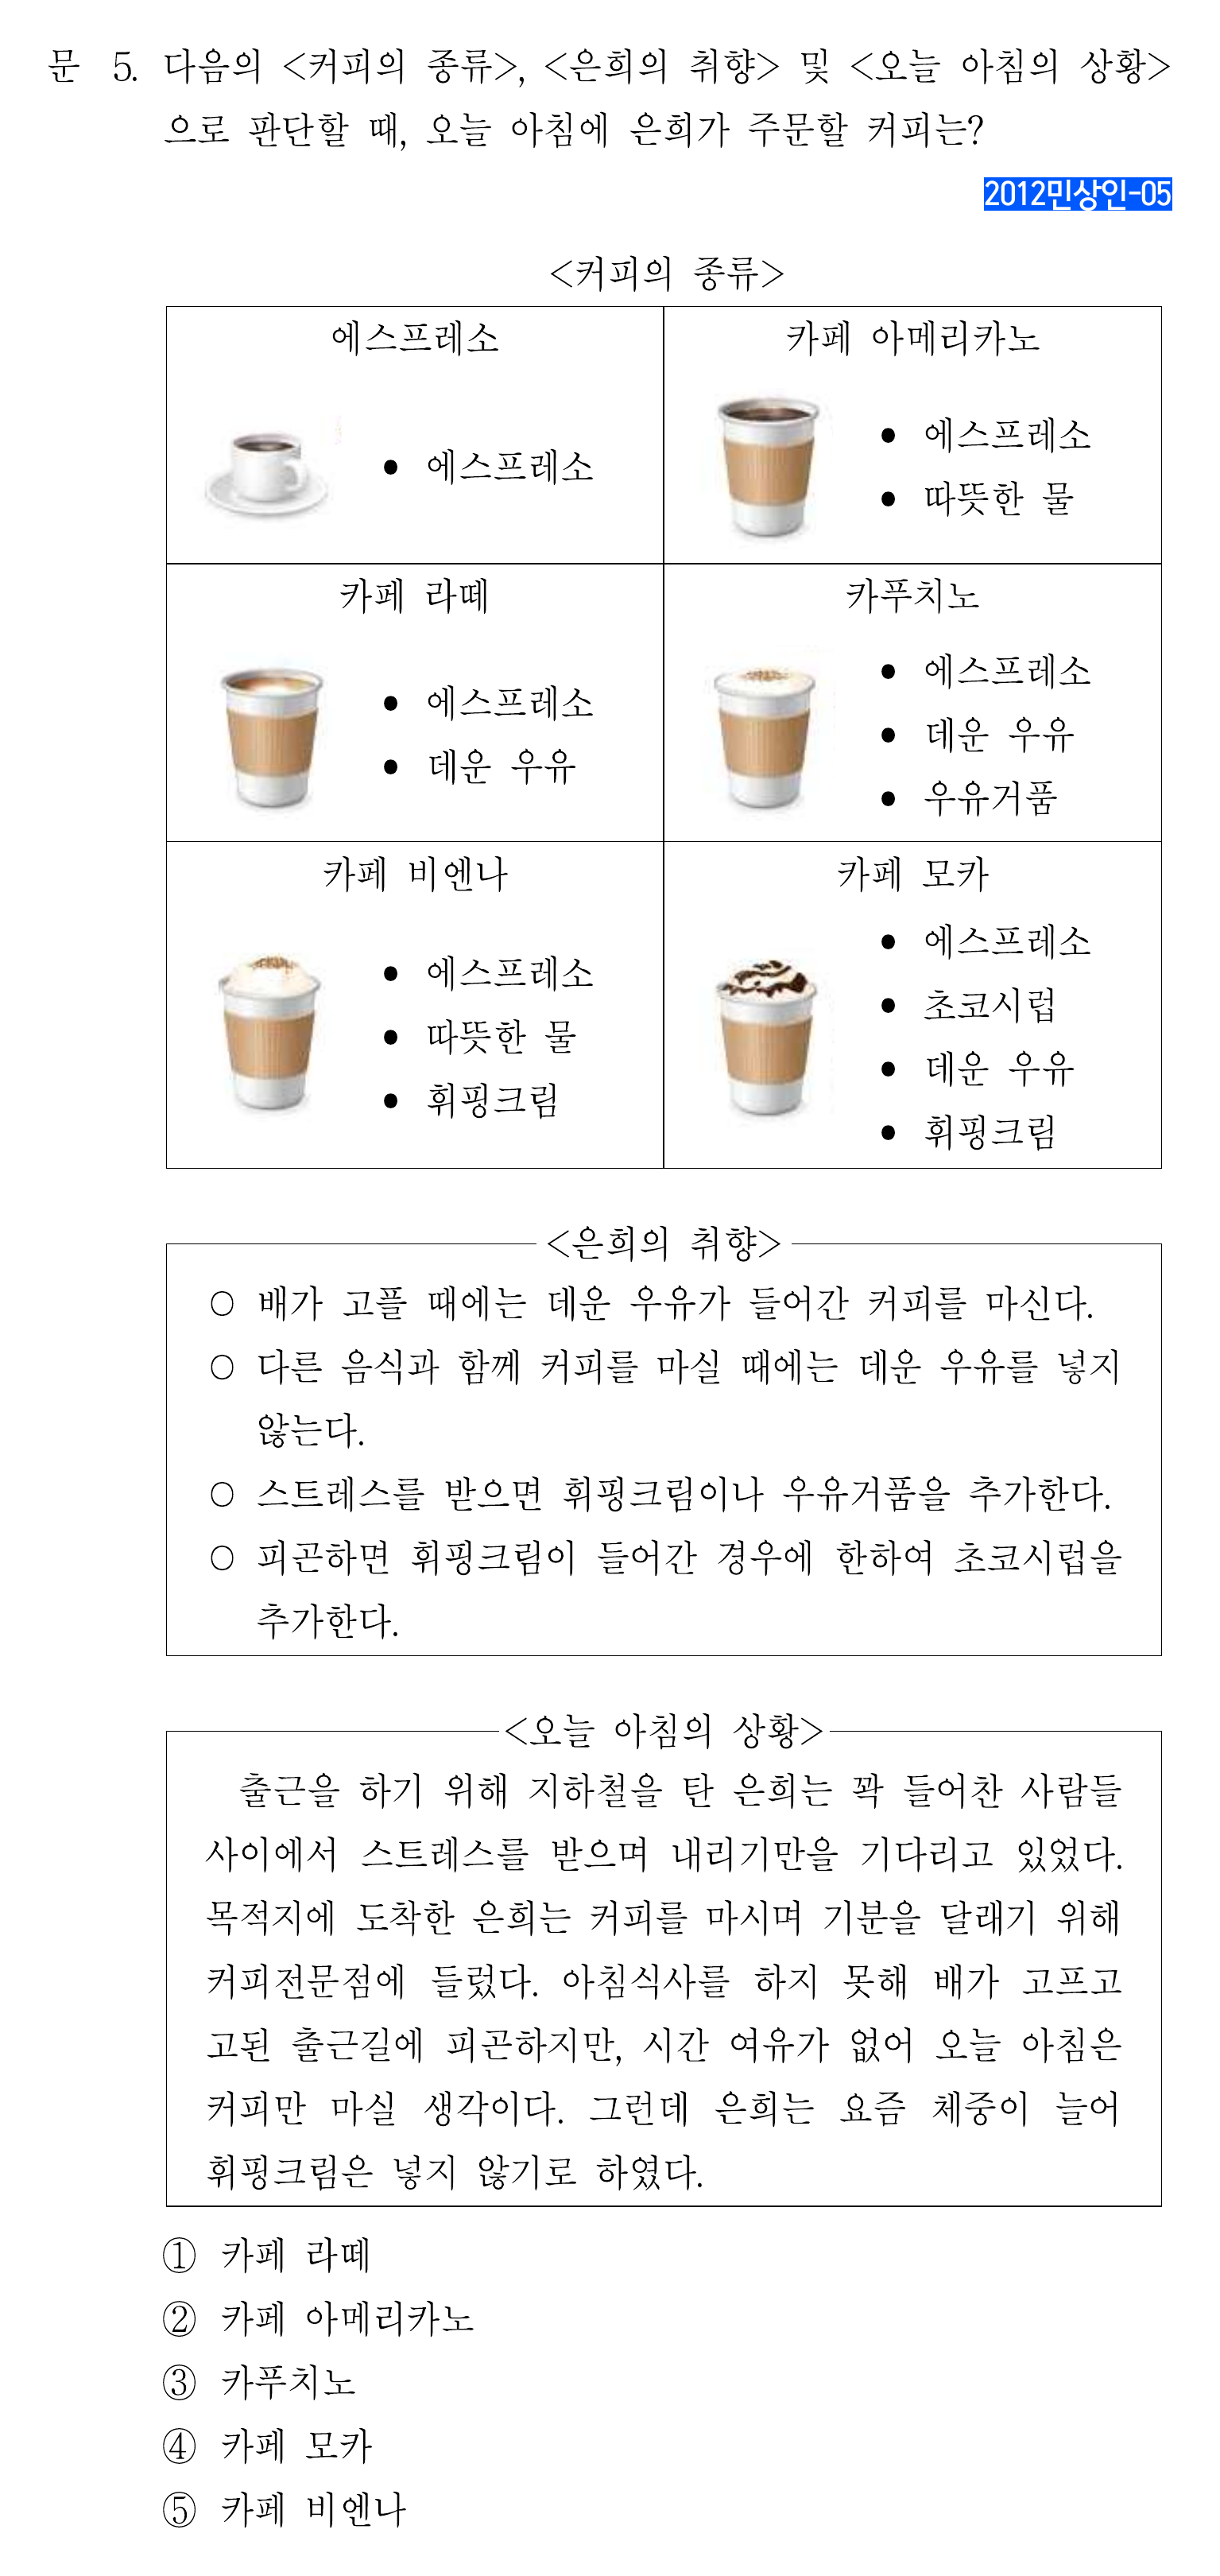 문 5. 다음의 <커피의 종류>, <은희의 취향> 및 <오늘 아침의 상황>
으로 판단할 때, 오늘 아침에 은희가 주문할 커피는?
2012민상인-05
<커피의 종류>
에스프레소
• 에스프레소
카페 아메리카노
• 에스프레소
• 따뜻한 물
카페 라떼
• 에스프레소
• 데운 우유
카푸치노
• 에스프레소
• 데운 우유
• 우유거품
카페 비엔나
• 에스프레소
• 따뜻한 물
• 휘핑크림
카페 모카
• 에스프레소
• 초코시럽
• 데운 우유
• 휘핑크림
<은희의 취향>
○ 배가 고플 때에는 데운 우유가 들어간 커피를 마신다.
○ 다른 음식과 함께 커피를 마실 때에는 데운 우유를 넣지
않는다.
○ 스트레스를 받으면 휘핑크림이나 우유거품을 추가한다.
○ 피곤하면 휘핑크림이 들어간 경우에 한하여 초코시럽을
추가한다.
<오늘 아침의 상황>
출근을 하기 위해 지하철을 탄 은희는 꽉 들어찬 사람들
사이에서 스트레스를 받으며 내리기만을 기다리고 있었다.
목적지에 도착한 은희는 커피를 마시며 기분을 달래기 위해
커피전문점에 들렀다. 아침식사를 하지 못해 배가 고프고
고된 출근길에 피곤하지만, 시간 여유가 없어 오늘 아침은
커피만 마실 생각이다. 그런데 은희는 요즘 체중이 늘어
휘핑크림은 넣지 않기로 하였다.
① 카페 라떼
② 카페 아메리카노
③ 카푸치노
④ 카페 모카
⑤ 카페 비엔나